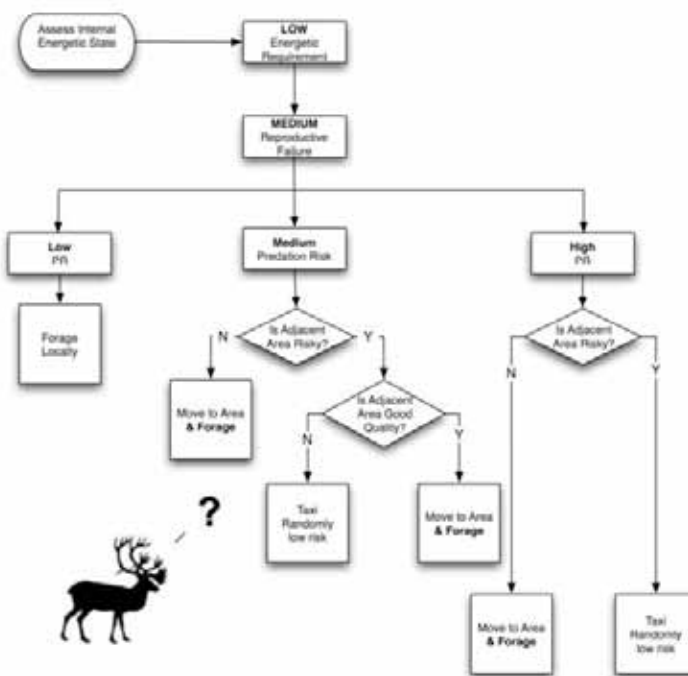 Assess Internal
Energetic State
LOW
Energetic
Requirement
MEDIUM
Reproductive
Failure
Low
Medium
Predation Risk
High
Forage
Locally
N
Is Adjacent
Area Risky?
Y
Is Adjacent
Area Risky?
N
Y
Move to Area
& Forage
Is Adjacent
Area Good
Quality?
N
Y
Taxi
Randomly
low risk
Move to Area
& Forage
?
Move to Area
& Forage
Taxi
Randomly
low risk